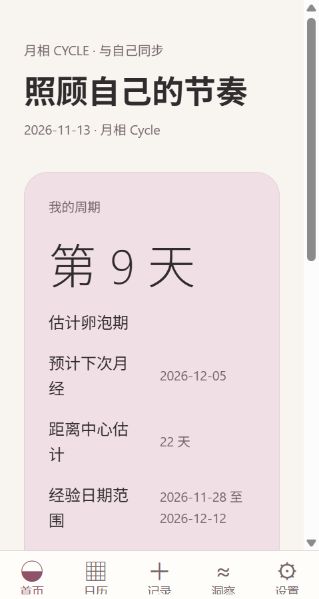 月相 CYCLE · 与自己同步
照顾自己的节奏
2026-11-13 · 月相 Cycle
我的周期
第 9 天
估计卵泡期
预计下次月
经
2026-12-05
距离中心估
计
22 天
经验日期范
围
2026-11-28 至
2026-12-12
首页 日历 记录 洞察 设置